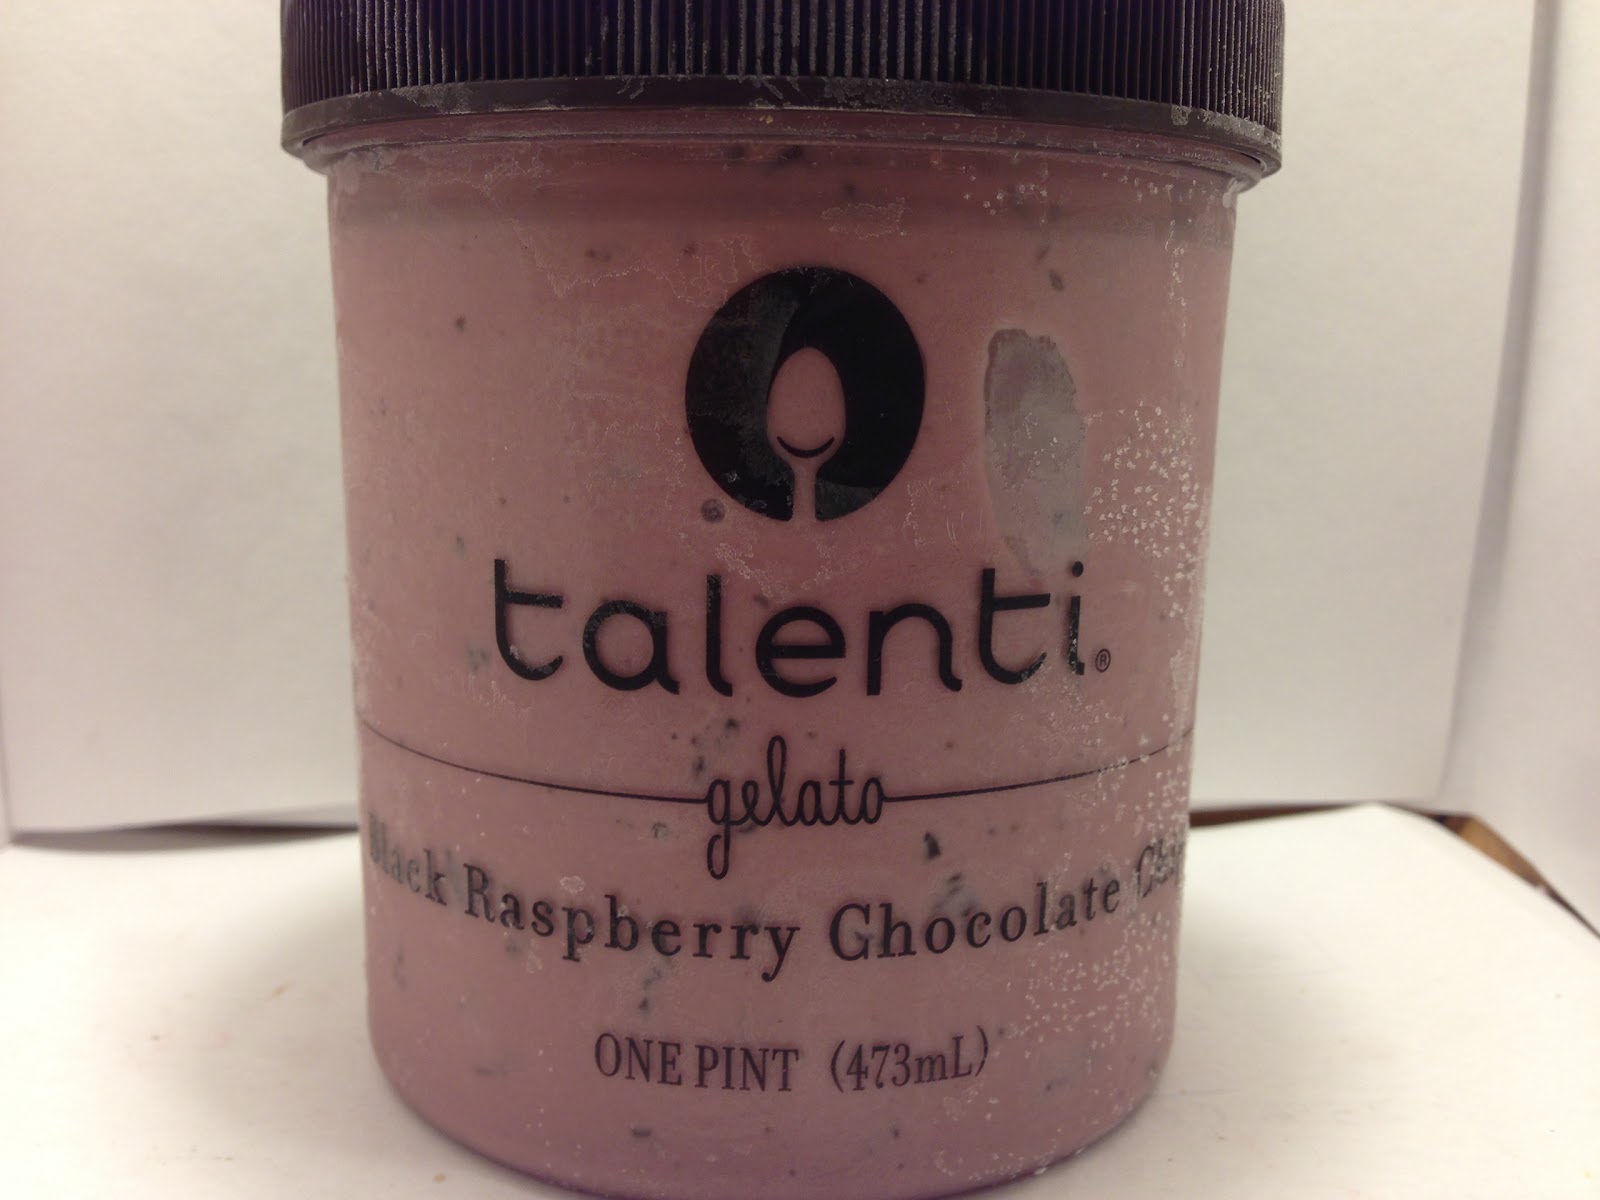 talenti®
gelato
Black Raspberry Chocolate
ONE PINT (473mL)